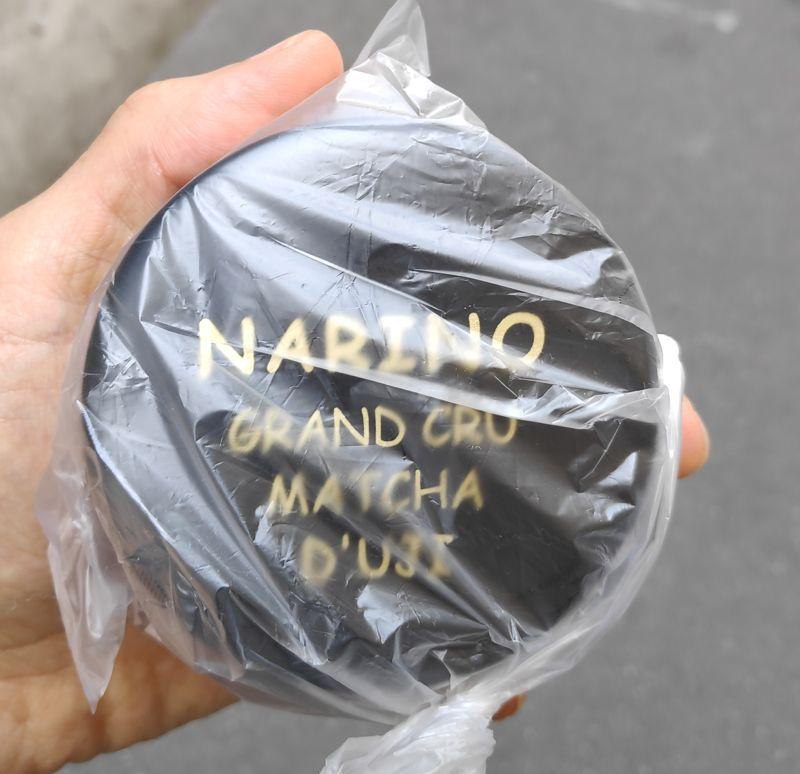 NARINO
GRAND CRU
MATCHA
D'UJI